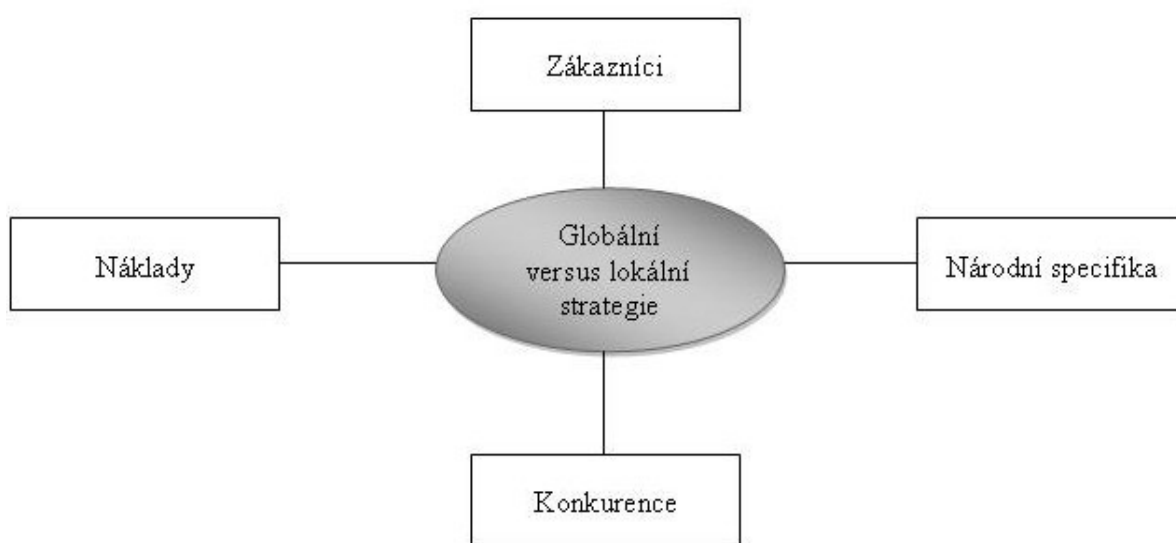 Zákazníci
Náklady
Globální
versus lokální
strategie
Národní specifika
Konkurence